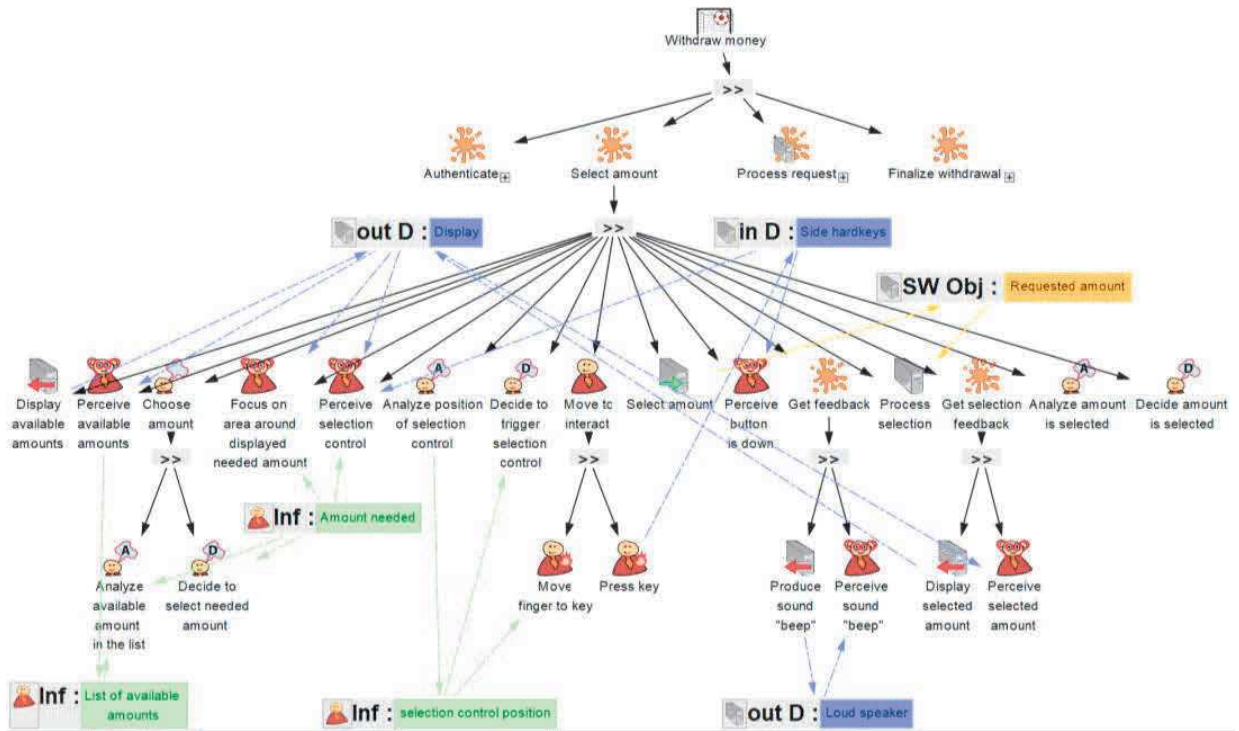 Withdraw money
>>
Authenticate
Select amount
Process request
Finalize withdrawal
out D : Display
>>
in D : Side hardkeys
SW Obj : Requested amount
Display
available
amounts
Perceive
available
amounts
Choose
amount
Focus on
area around
displayed
needed amount
Perceive
selection
control
A
Analyze position
of selection
control
D
Decide to
trigger
selection
control
Move to
interact
Select amount
Perceive
button
is down
Get feedback
Process
selection
Get selection
feedback
A
Analyze amount
is selected
D
Decide amount
is selected
>>
>>
>>
>>
Inf : Amount needed
A
Analyze
available
amount
in the list
D
Decide to
select needed
amount
Move
finger to key
Press key
Produce
sound
"beep"
Perceive
sound
"beep"
Display
selected
amount
Perceive
selected
amount
Inf : List of available
amounts
Inf : selection control position
out D : Loud speaker